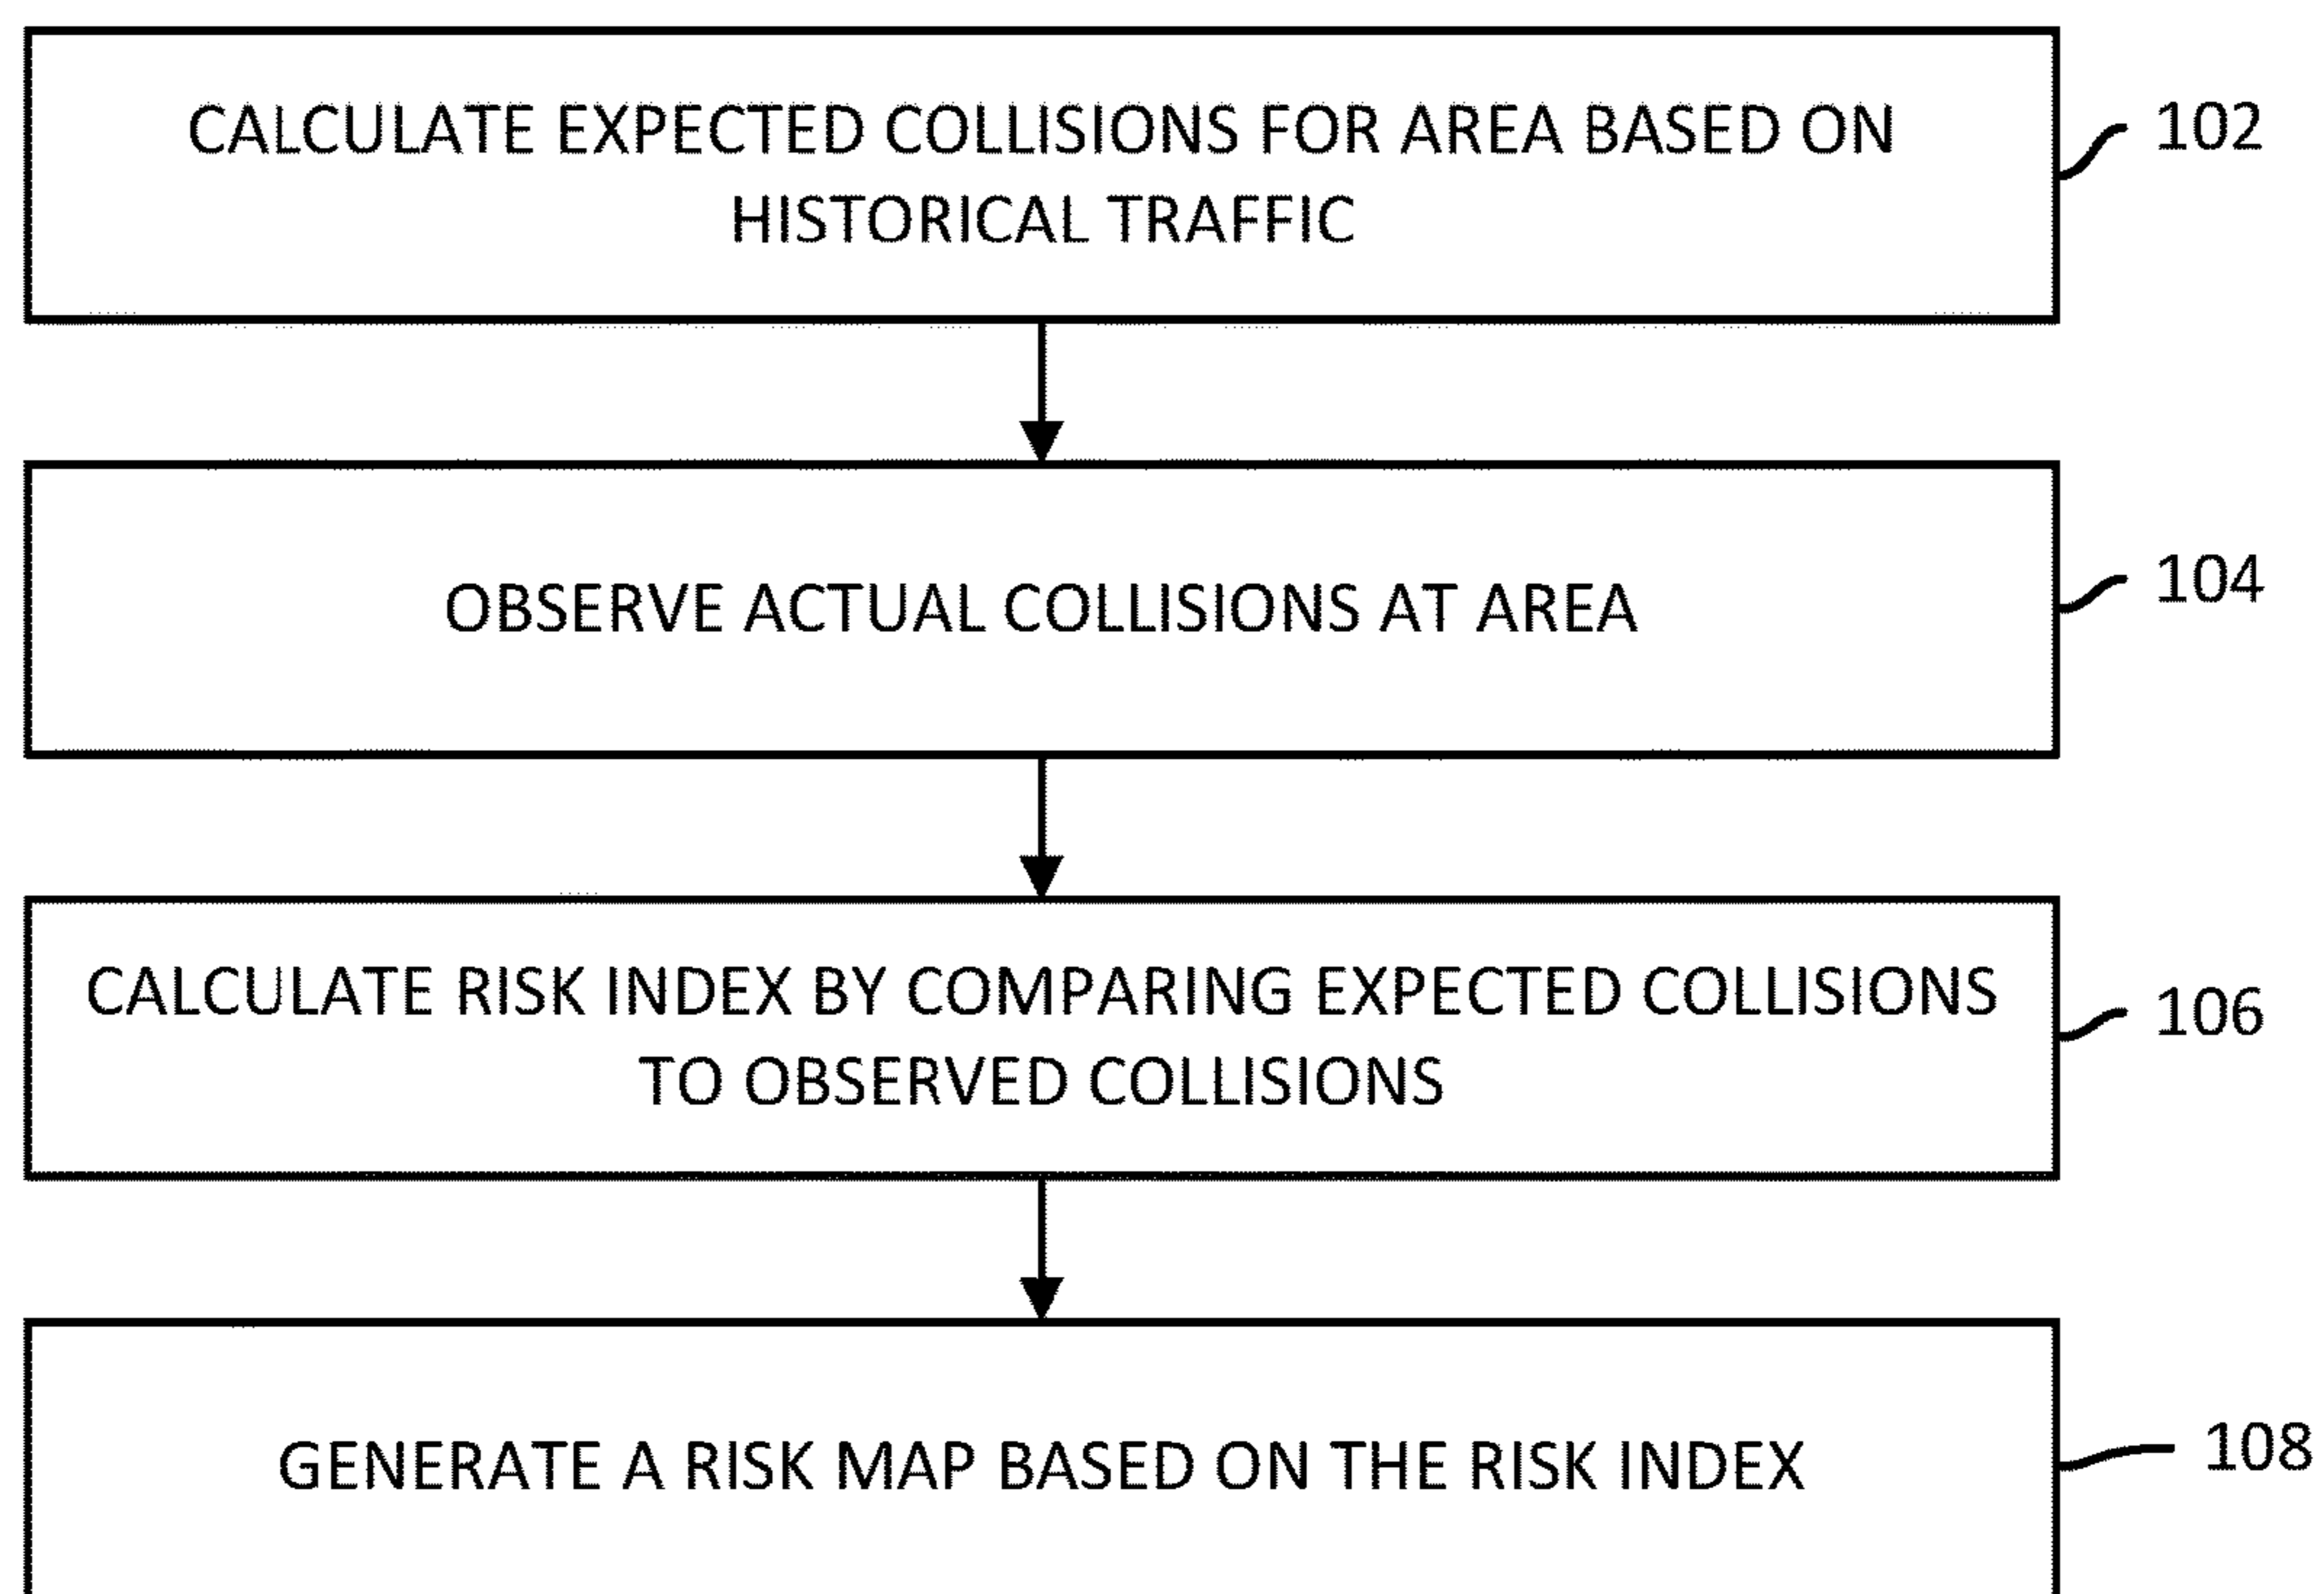 CALCULATE EXPECTED COLLISIONS FOR AREA BASED ON
HISTORICAL TRAFFIC
102
OBSERVE ACTUAL COLLISIONS AT AREA
104
CALCULATE RISK INDEX BY COMPARING EXPECTED COLLISIONS
TO OBSERVED COLLISIONS
106
GENERATE A RISK MAP BASED ON THE RISK INDEX
108